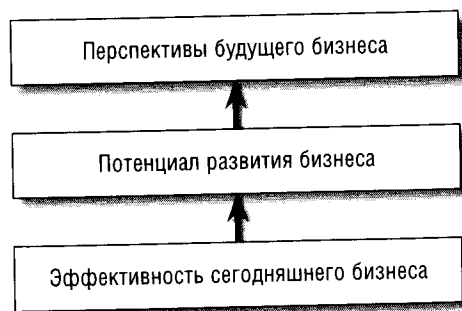 Перспективы будущего бизнеса
Потенциал развития бизнеса
Эффективность сегодняшнего бизнеса